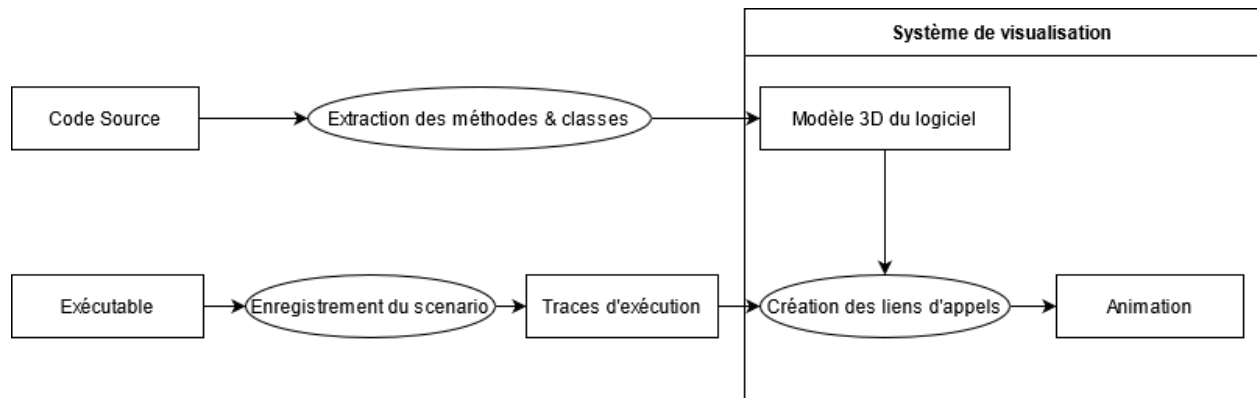 Système de visualisation
Code Source
Extraction des méthodes & classes
Modèle 3D du logiciel
Exécutable
Enregistrement du scenario
Traces d'exécution
Création des liens d'appels
Animation